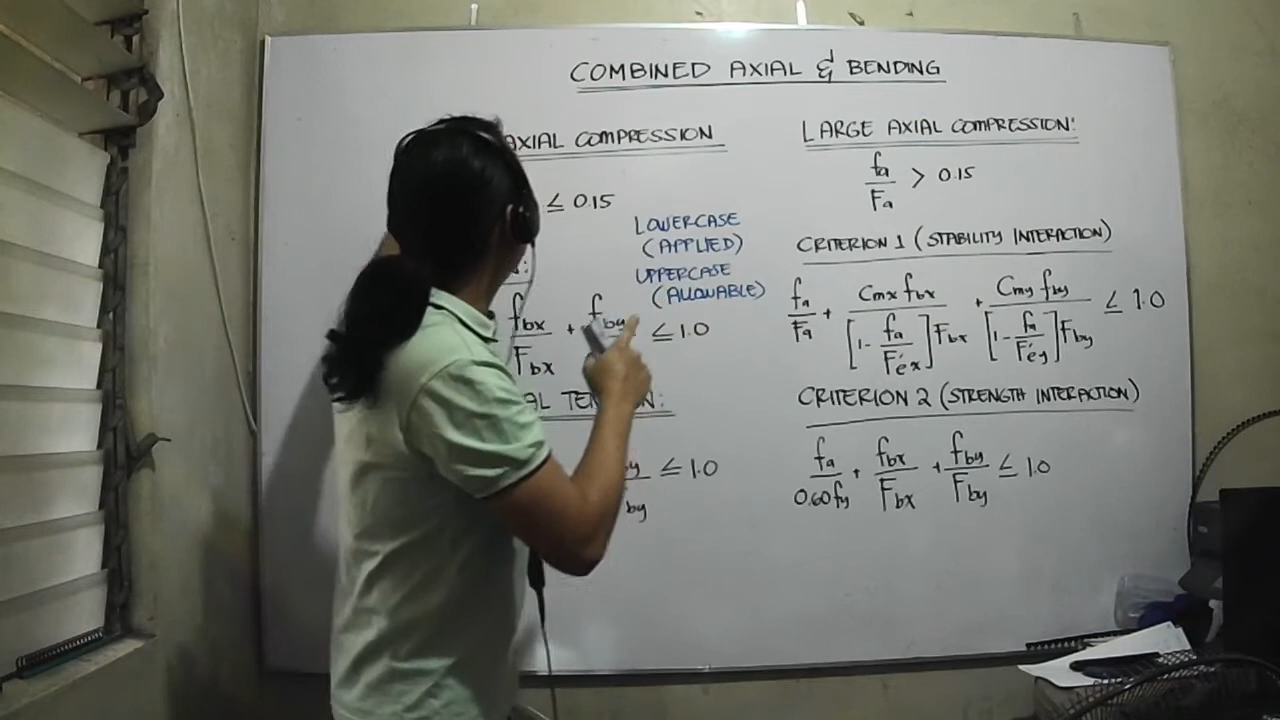 COMBINED AXIAL & BENDING
AXIAL COMPRESSION
≤ 0.15
LOWERCASE
(APPLIED)
UPPERCASE
(ALLOWABLE)
fbx/Fbx + fby ≤ 1.0
AXIAL TENSION:
≤ 1.0
by
LARGE AXIAL COMPRESSION:
fa/Fa > 0.15
CRITERION 1 (STABILITY INTERACTION)
fa/Fa + Cmx fbx/[1 - fa/F'ex]Fbx + Cmy fby/[1 - fa/F'ey]Fby ≤ 1.0
CRITERION 2 (STRENGTH INTERACTION)
fa/0.60fy + fbx/Fbx + fby/Fby ≤ 1.0